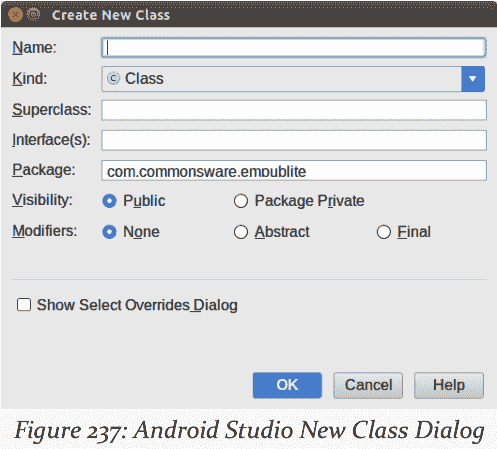 Create New Class
Name:
Kind: C Class
Superclass:
Interface(s):
Package: com.commonsware.empublite
Visibility: Public Package Private
Modifiers: None Abstract Final
Show Select Overrides Dialog
OK Cancel Help
Figure 237: Android Studio New Class Dialog